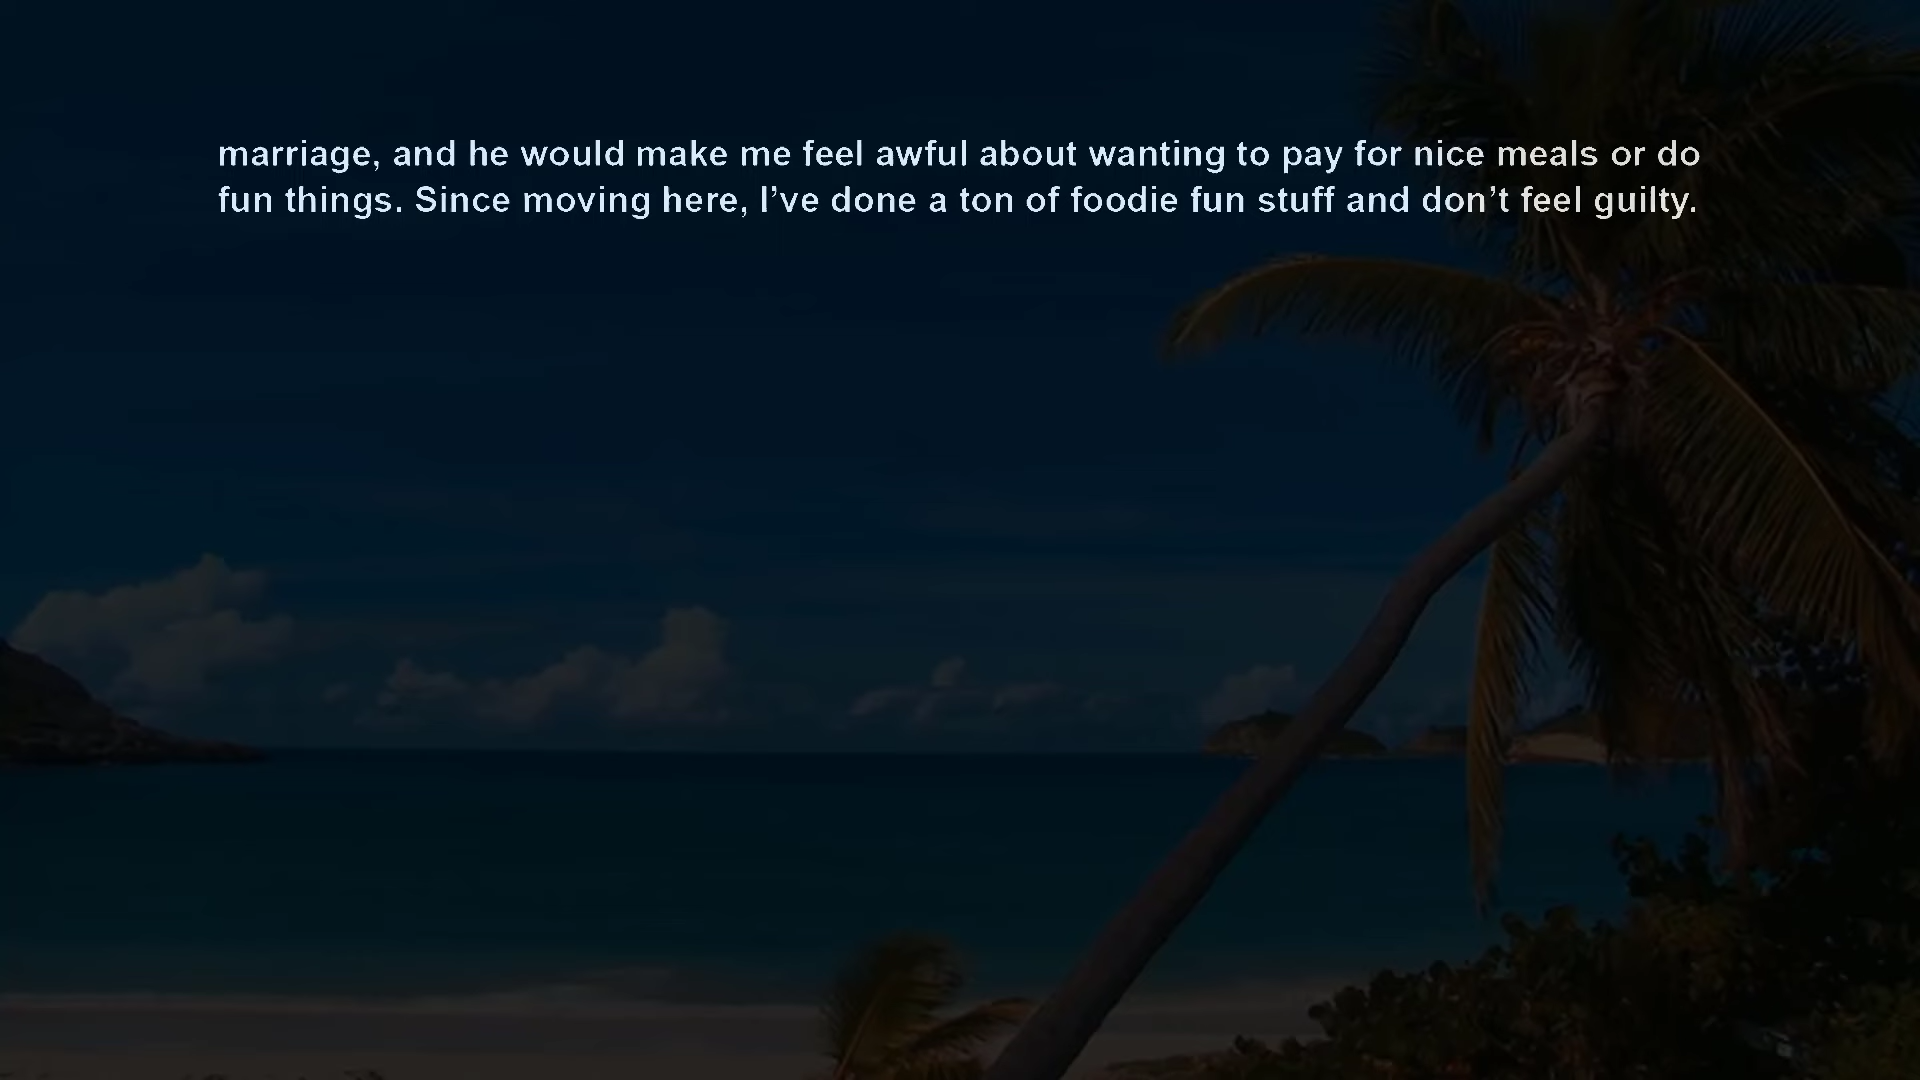 marriage, and he would make me feel awful about wanting to pay for nice meals or do
fun things. Since moving here, I’ve done a ton of foodie fun stuff and don’t feel guilty.